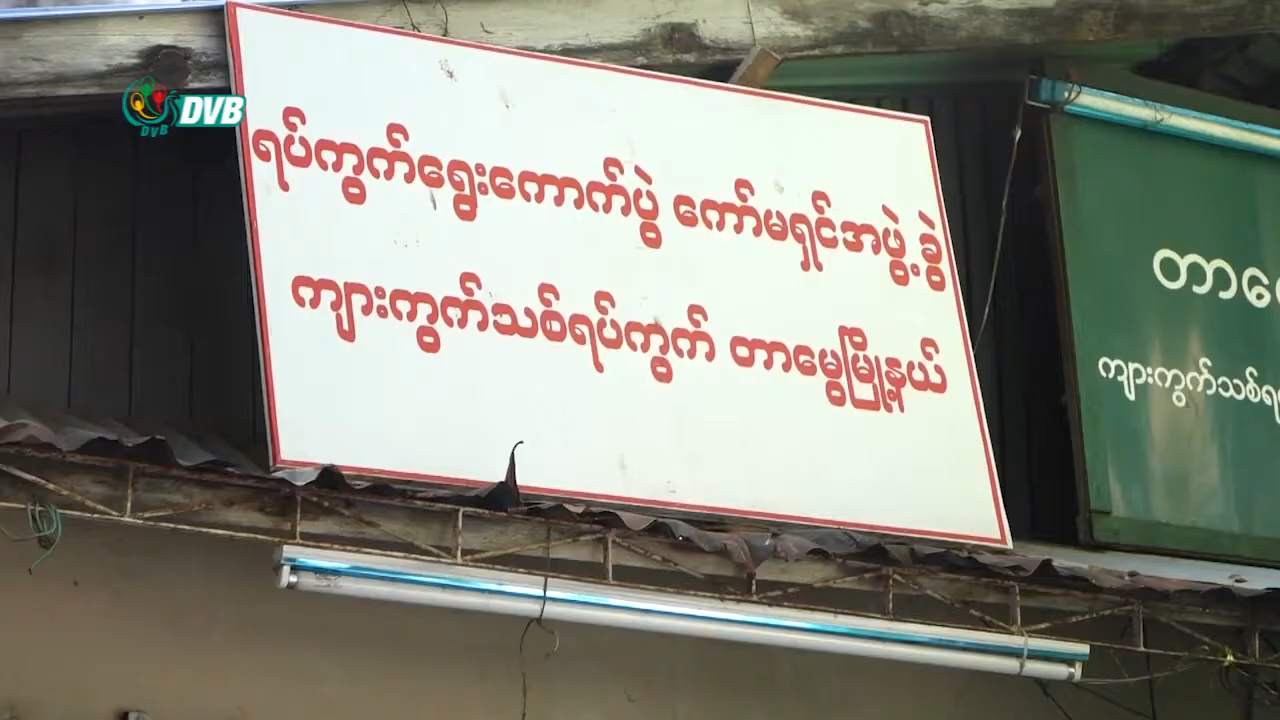 DVB
DVB
ရပ်ကွက်ရွေးကောက်ပွဲ ကော်မရှင်အဖွဲ့ခွဲ
ကျားကွက်သစ်ရပ်ကွက် တာမွေမြို့နယ်
တာ
ကျားကွက်သစ်ရ